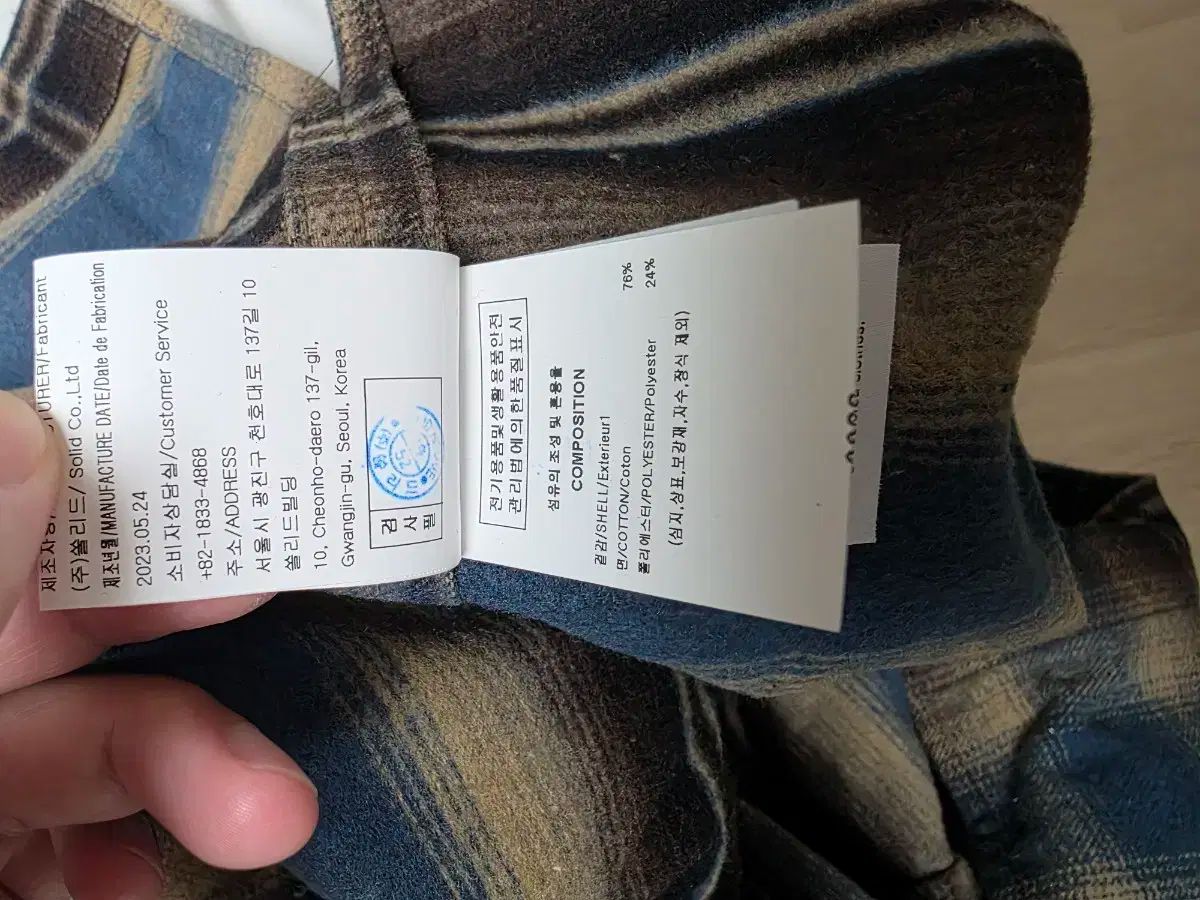 (주)쏠리드/ Solid Co.,Ltd
제조년월/MANUFACTURE DATE/Date de Fabrication
2023.05.24
소비자상담실/Customer Service
+82-1833-4868
주소/ADDRESS
서울시 광진구 천호대로 137길 10
쏠리드빌딩
10, Cheonho-daero 137-gil,
Gwangjin-gu, Seoul, Korea
검사필
전기용품및생활용품안전
관리법에의한품질표시
섬유의 조성 및 혼용율
COMPOSITION
겉감/SHELL/Exterieur1
면/COTTON/coton 76%
폴리에스터/POLYESTER/Polyester 24%
(심지,상표,보강재,자수,장식 제외)